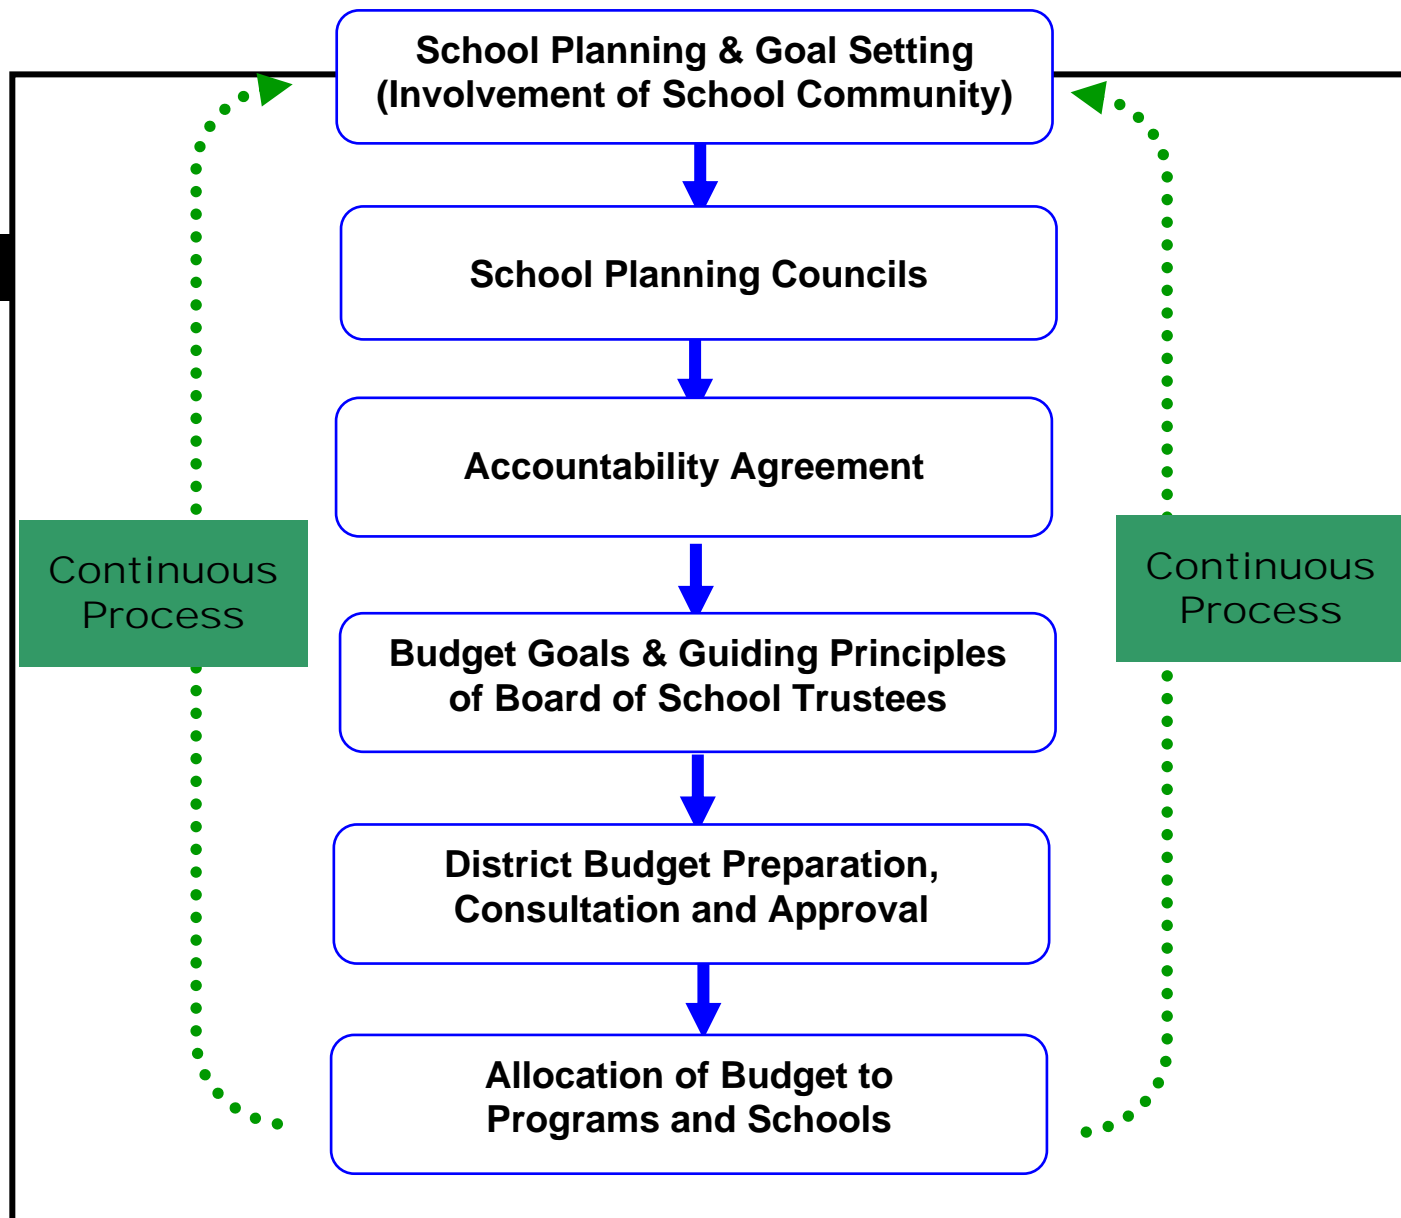 School Planning & Goal Setting
(Involvement of School Community)
School Planning Councils
Accountability Agreement
Continuous
Process
Continuous
Process
Budget Goals & Guiding Principles
of Board of School Trustees
District Budget Preparation,
Consultation and Approval
Allocation of Budget to
Programs and Schools